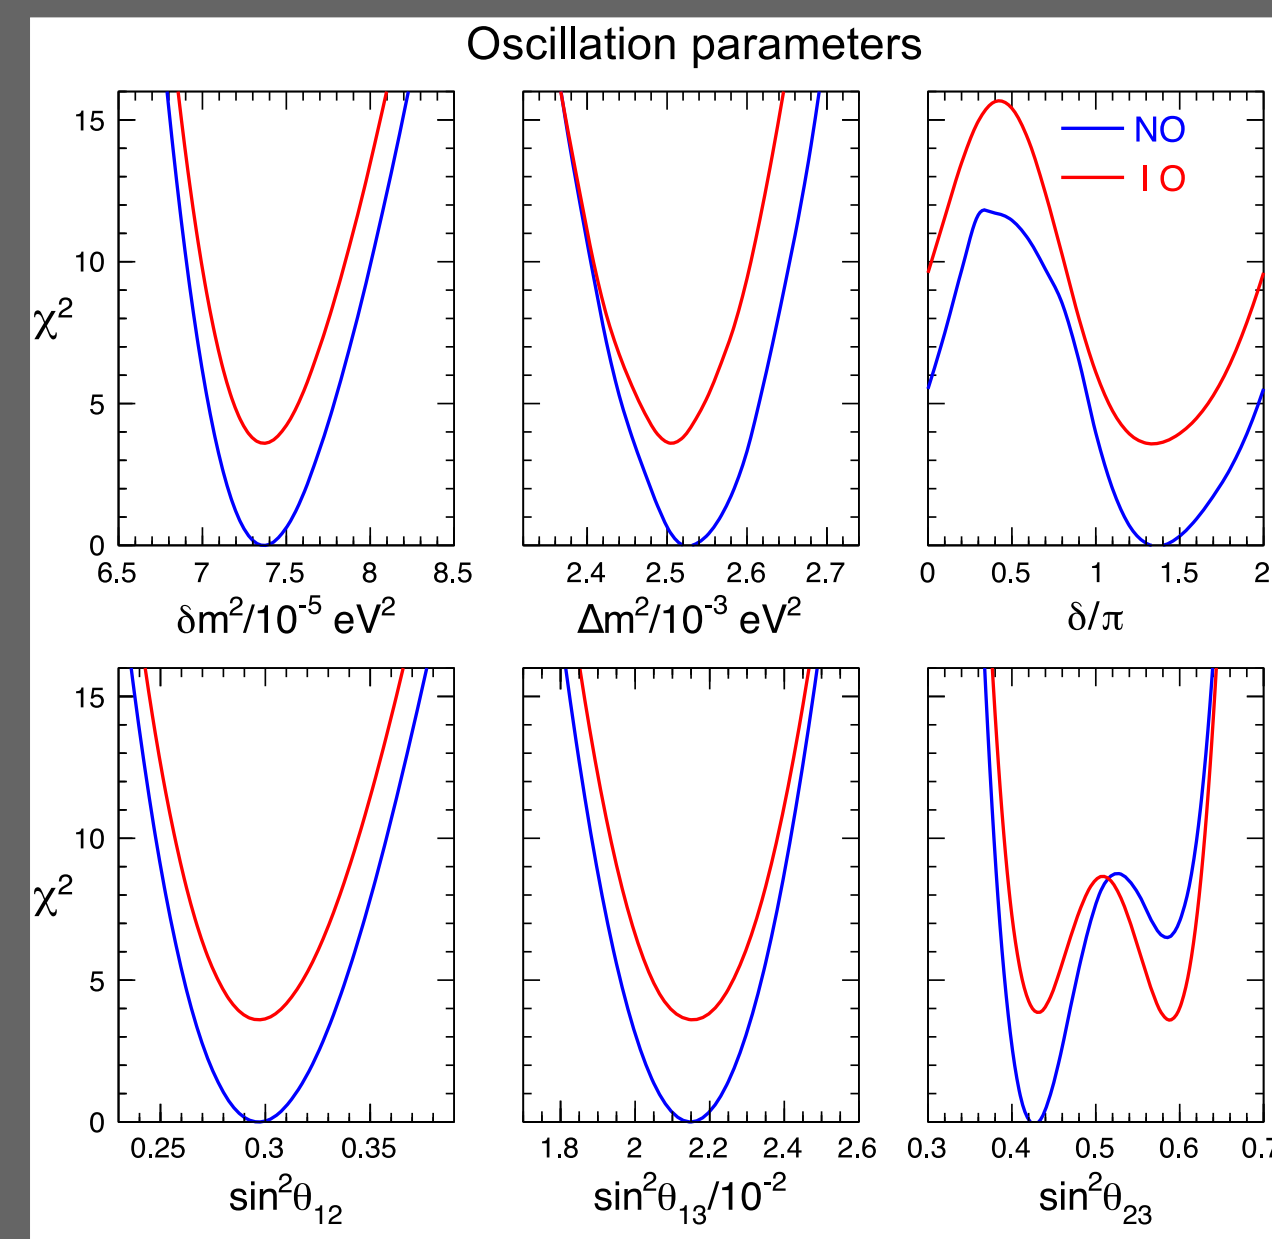 Oscillation parameters
χ²
15
10
5
0
6.5 7 7.5 8 8.5
δm²/10⁻⁵ eV²
2.4 2.5 2.6 2.7
Δm²/10⁻³ eV²
NO
I O
0 0.5 1 1.5 2
δ/π
χ²
15
10
5
0
0.25 0.3 0.35
sin²θ₁₂
1.8 2 2.2 2.4 2.6
sin²θ₁₃/10⁻²
0.3 0.4 0.5 0.6 0.7
sin²θ₂₃